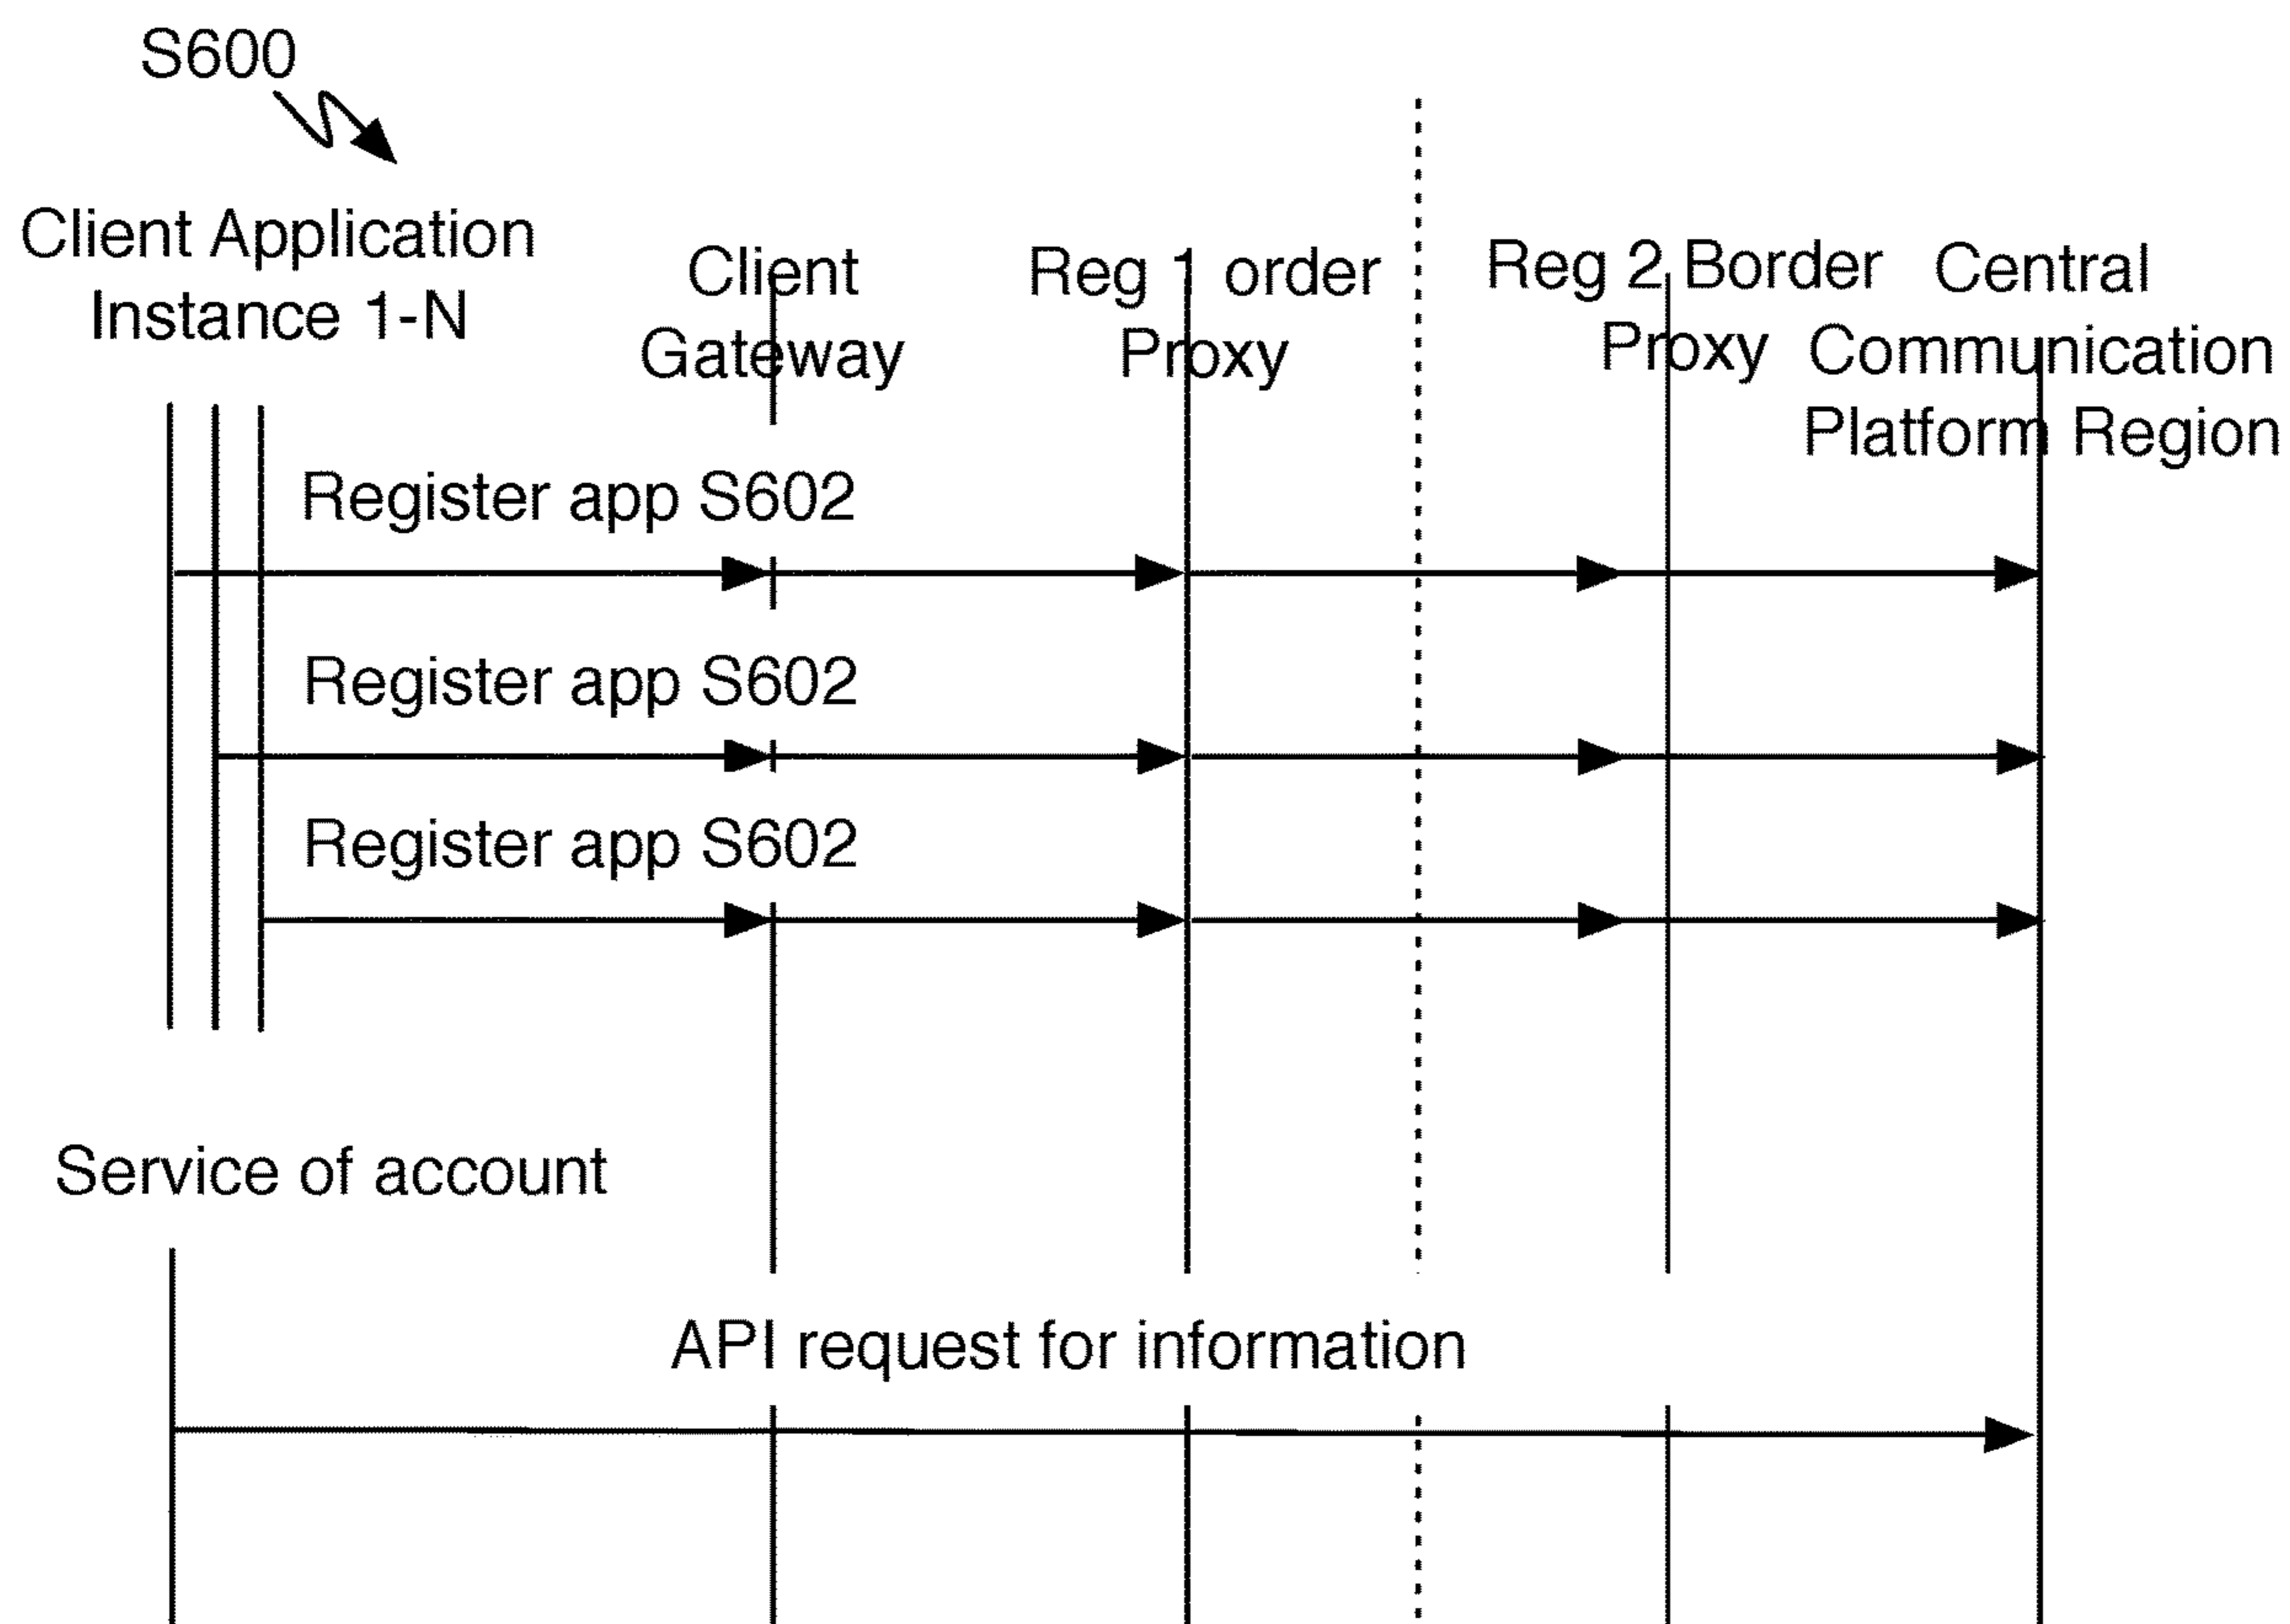 S600
Client Application
Instance 1-N
Client
Gateway
Reg 1 order
Proxy
Reg 2 Border
Proxy
Central
Communication
Platform Region
Register app S602
Register app S602
Register app S602
Service of account
API request for information